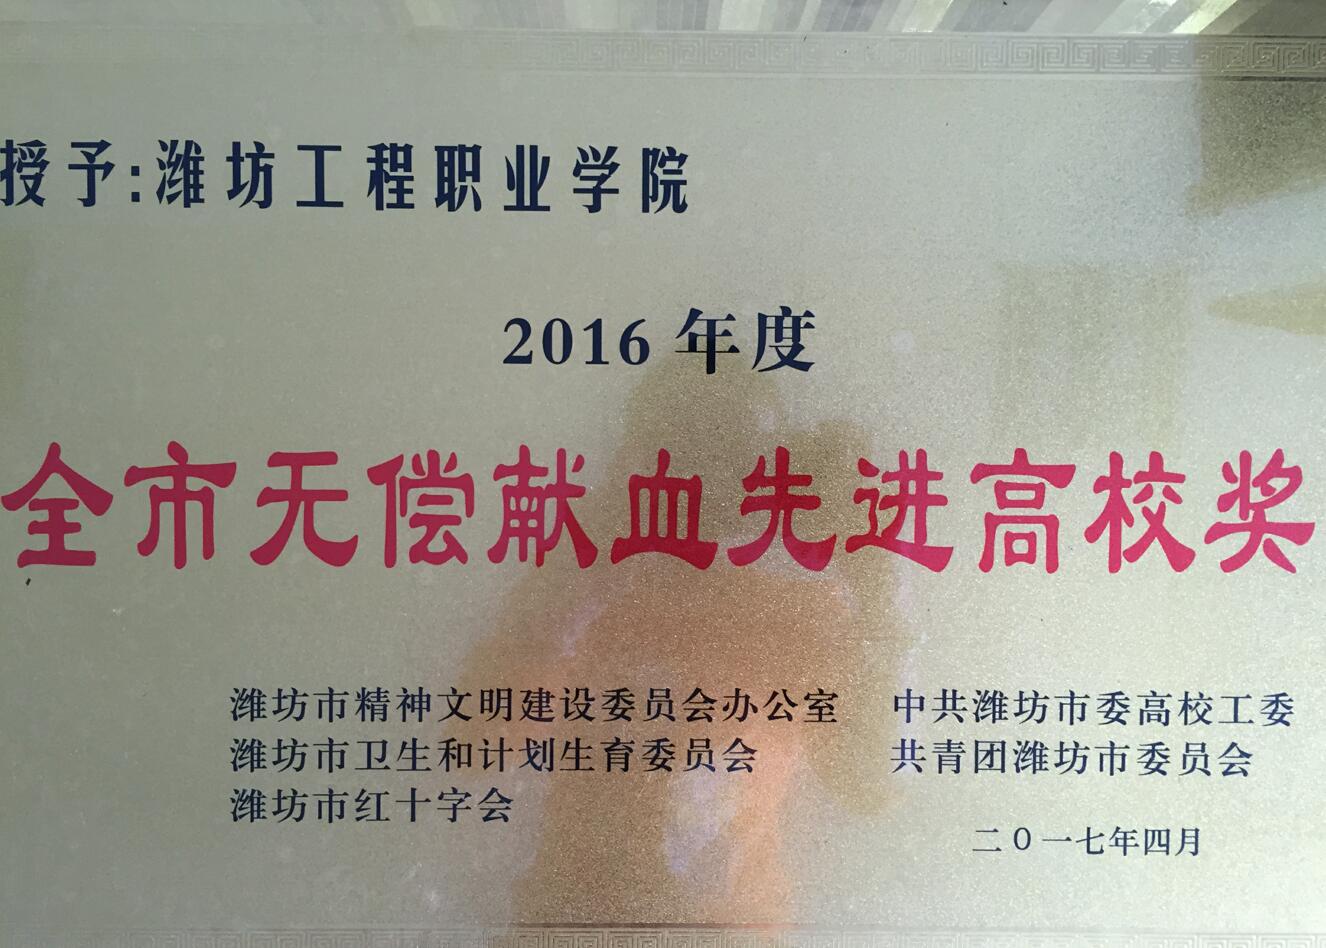 授予:潍坊工程职业学院
2016年度
全市无偿献血先进高校奖
潍坊市精神文明建设委员会办公室
潍坊市卫生和计划生育委员会
潍坊市红十字会
中共潍坊市委高校工委
共青团潍坊市委员会
二〇一七年四月